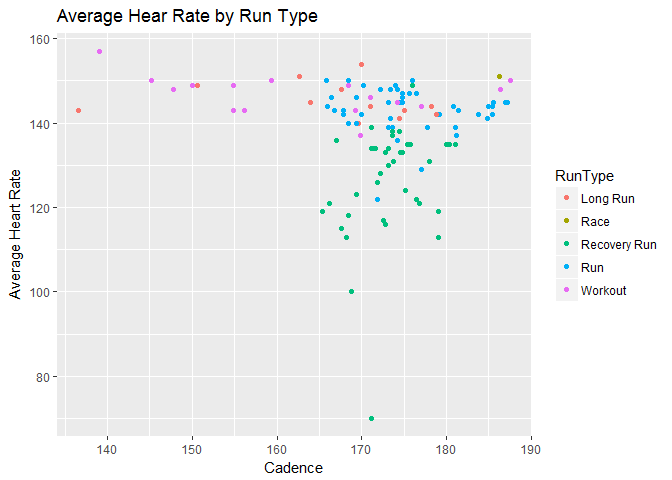 Average Hear Rate by Run Type
160
140
120
100
80
Average Heart Rate
140
150
160
170
180
190
Cadence
RunType
Long Run
Race
Recovery Run
Run
Workout